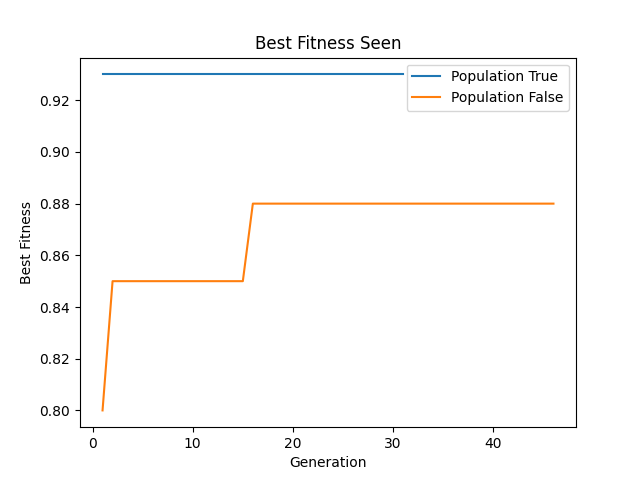 Best Fitness Seen
Population True
Population False
Best Fitness
0.92
0.90
0.88
0.86
0.84
0.82
0.80
0 10 20 30 40
Generation